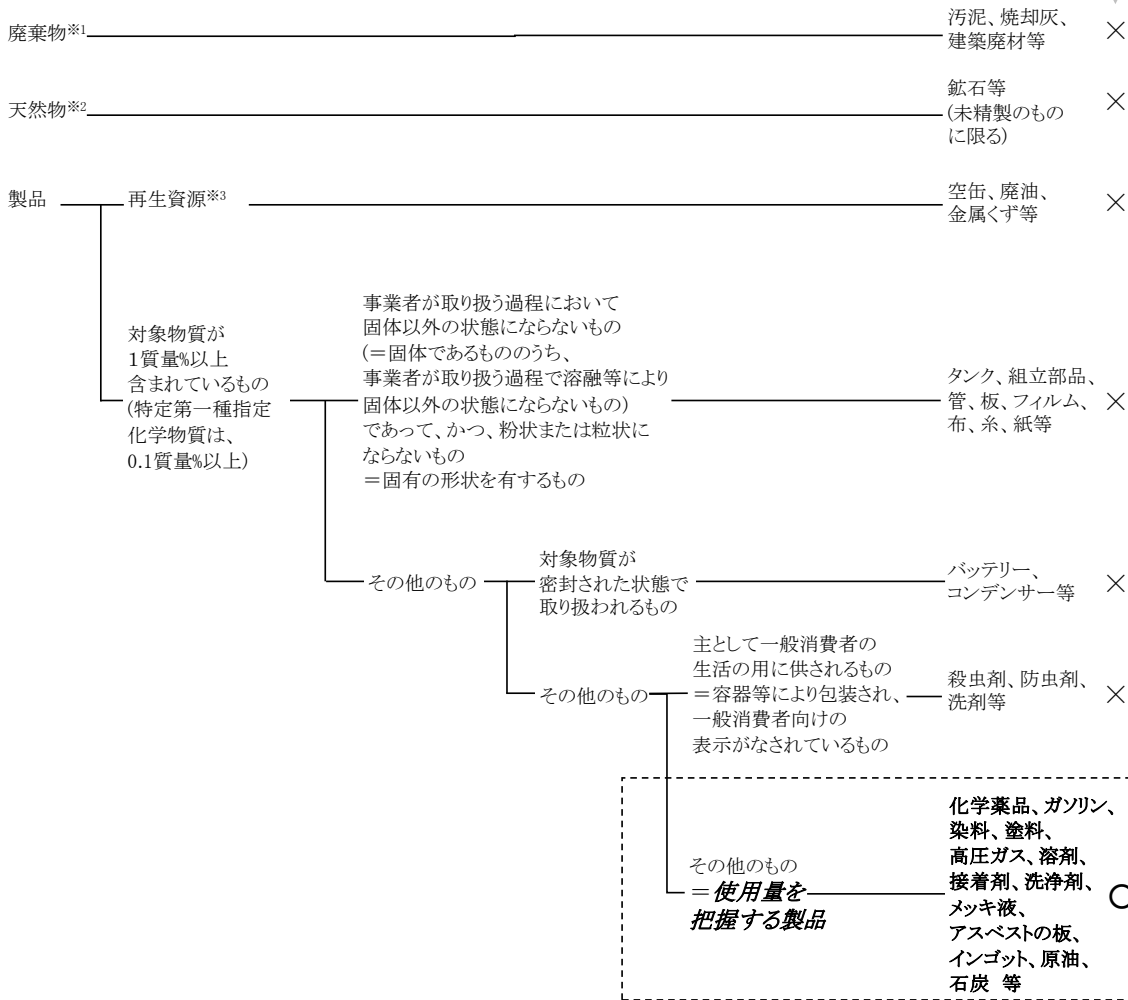 廃棄物※1
汚泥、焼却灰、
建築廃材等
×
天然物※2
鉱石等
(未精製のもの
に限る)
×
製品
再生資源※3
空缶、廃油、
金属くず等
×
対象物質が
1質量%以上
含まれているもの
(特定第一種指定
化学物質は、
0.1質量%以上)
事業者が取り扱う過程において
固体以外の状態にならないもの
(=固体であるもののうち、
事業者が取り扱う過程で溶融等により
固体以外の状態にならないもの)
であって、かつ、粉状または粒状に
ならないもの
=固有の形状を有するもの
タンク、組立部品、
管、板、フィルム、
布、糸、紙等
×
その他のもの
対象物質が
密封された状態で
取り扱われるもの
バッテリー、
コンデンサー等
×
その他のもの
主として一般消費者の
生活の用に供されるもの
=容器等により包装され、
一般消費者向けの
表示がなされているもの
殺虫剤、防虫剤、
洗剤等
×
その他のもの
=使用量を
把握する製品
化学薬品、ガソリン、
染料、塗料、
高圧ガス、溶剤、
接着剤、洗浄剤、
メッキ液、
アスベストの板、
インゴット、原油、
石炭 等
○